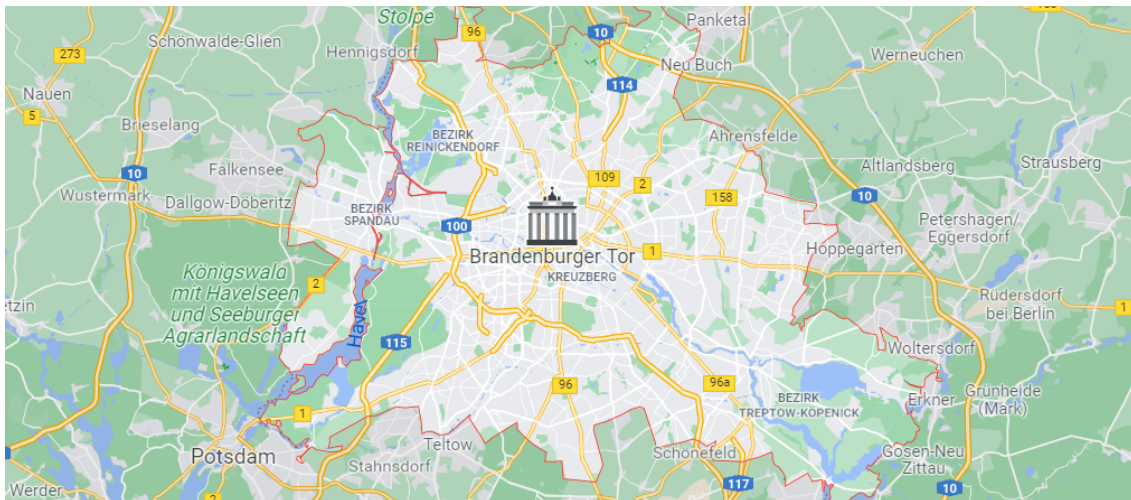 Stolpe
Panketal
96
10
Schönwalde-Glien
Hennigsdorf
273
Werneuchen
Neu Buch
114
Nauen
5
Brieselang
BEZIRK
REINICKENDORF
Ahrensfelde
Falkensee
10
Altlandsberg
Strausberg
109
2
Wustermark
Dallgow-Döberitz
158
10
BEZIRK
SPANDAU
100
Petershagen/
Eggersdorf
Hoppegarten
1
Brandenburger Tor
KREUZBERG
Königswald
mit Havelseen
und Seeburger
Agrarlandschaft
2
Havel
etzin
Rüdersdorf
bei Berlin
1
115
Woltersdorf
96
96a
Grünheide
(Mark)
BEZIRK
TREPTOW-KÖPENICK
Erkner
1
Teltow
Potsdam
Stahnsdorf
Schönefeld
Gosen-Neu
Zittau
117
10
Werder
2